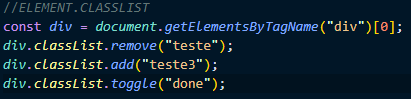 //ELEMENT.CLASSLIST
const div = document.getElementsByTagName("div")[0];
div.classList.remove("teste");
div.classList.add("teste3");
div.classList.toggle("done");